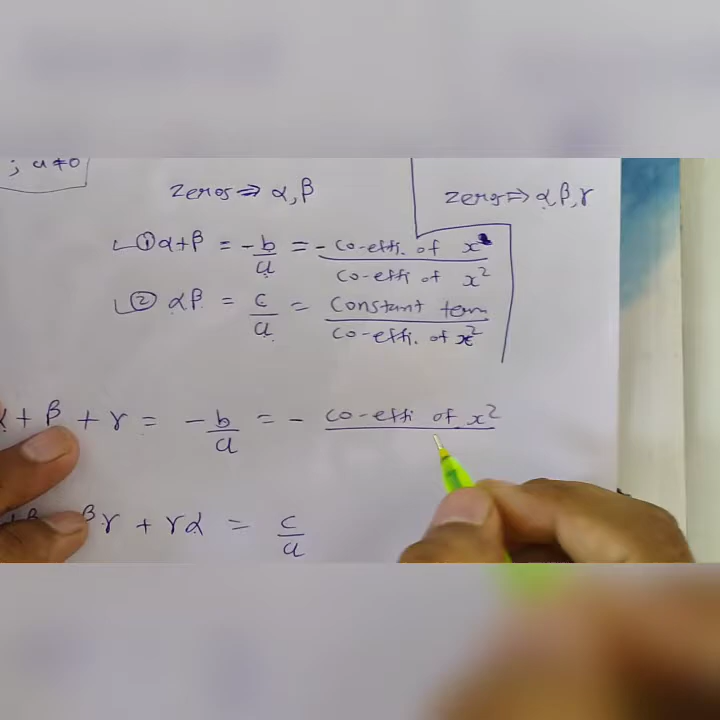 ; a≠0
zeros ⇒ α, β
zeros ⇒ α, β, γ
① α+β = -b/a = - co-effi. of x / co-effi of x²
② αβ = c/a = constant term / co-effi. of x²
α + β + γ = -b/a = - co-effi of x²
βγ + γα = c/a